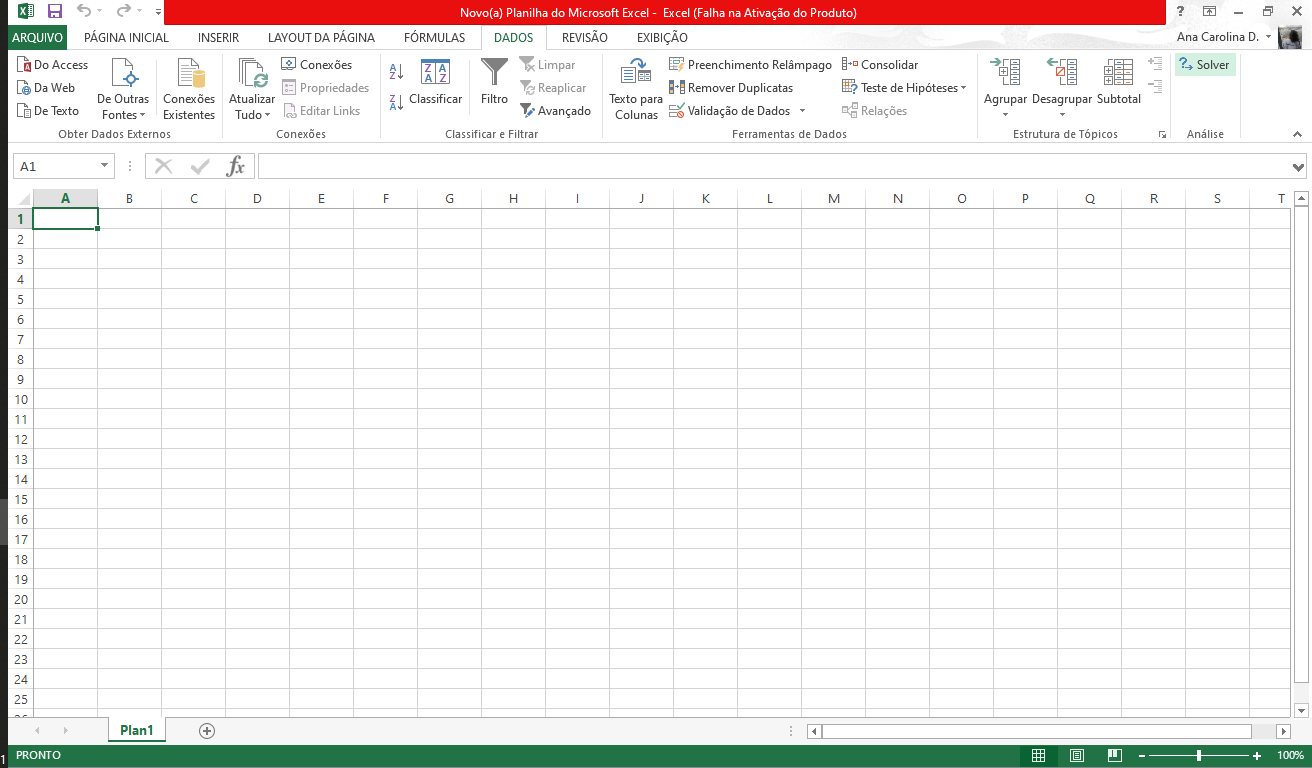 Novo(a) Planilha do Microsoft Excel - Excel (Falha na Ativação do Produto)
?
ARQUIVO PÁGINA INICIAL INSERIR LAYOUT DA PÁGINA FÓRMULAS DADOS REVISÃO EXIBIÇÃO Ana Carolina D.
Do Access
Da Web
De Texto
De Outras
Fontes
Conexões
Existentes
Obter Dados Externos
Atualizar
Tudo
Conexões
Propriedades
Editar Links
Conexões
Classificar
Filtro
Limpar
Reaplicar
Avançado
Classificar e Filtrar
Texto para
Colunas
Preenchimento Relâmpago
Remover Duplicatas
Validação de Dados
Consolidar
Teste de Hipóteses
Relações
Ferramentas de Dados
Agrupar
Desagrupar
Subtotal
Estrutura de Tópicos
Solver
Análise
A1
fx
A B C D E F G H I J K L M N O P Q R S T
1
2
3
4
5
6
7
8
9
10
11
12
13
14
15
16
17
18
19
20
21
22
23
24
25
26
Plan1
1
PRONTO
100%